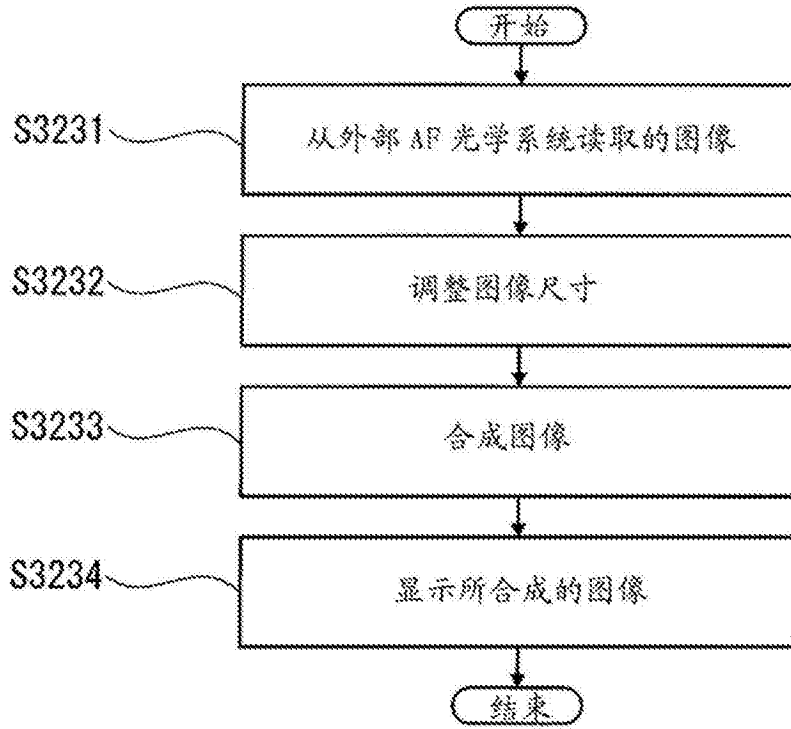 开始
S3231
从外部 AF 光学系统读取的图像
S3232
调整图像尺寸
S3233
合成图像
S3234
显示所合成的图像
结束